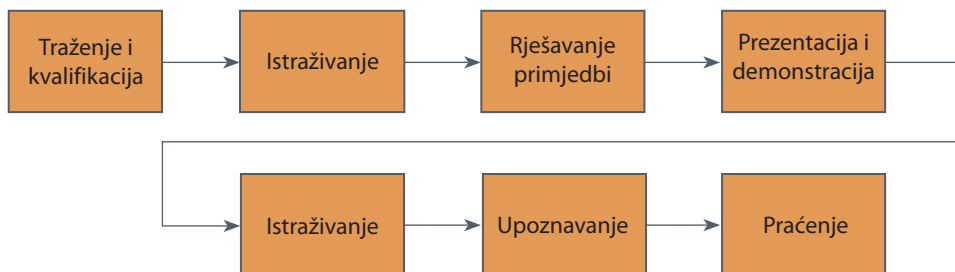 Traženje i
kvalifikacija
Istraživanje
Rješavanje
primjedbi
Prezentacija i
demonstracija
Istraživanje
Upoznavanje
Praćenje